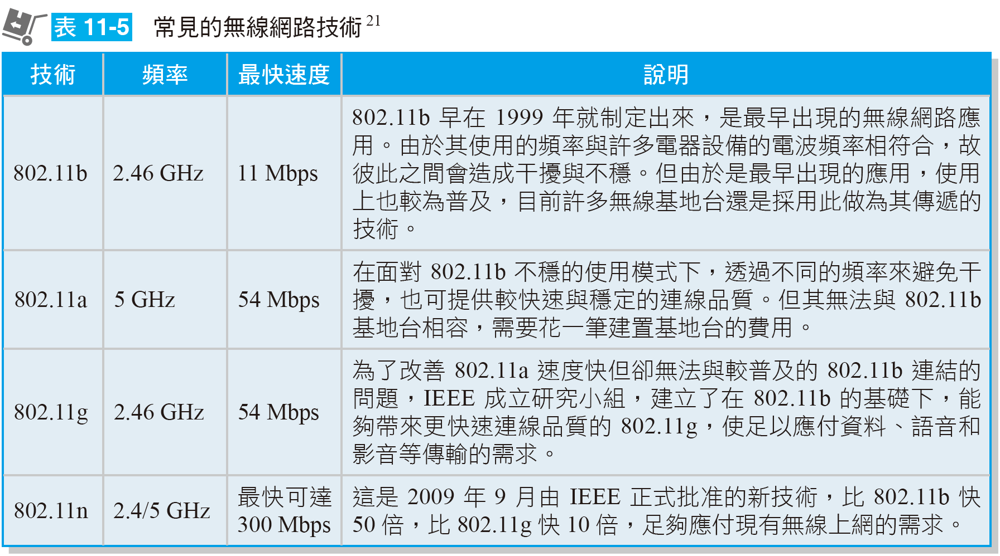 表 11-5 常見的無線網路技術 21
技術 頻率 最快速度 說明
802.11b 2.46 GHz 11 Mbps
802.11b 早在 1999 年就制定出來，是最早出現的無線網路應
用。由於其使用的頻率與許多電器設備的電波頻率相符合，故
彼此之間會造成干擾與不穩。但由於是最早出現的應用，使用
上也較為普及，目前許多無線基地台還是採用此做為其傳遞的
技術。
802.11a 5 GHz 54 Mbps
在面對 802.11b 不穩的使用模式下，透過不同的頻率來避免干
擾，也可提供較快速與穩定的連線品質。但其無法與 802.11b
基地台相容，需要花一筆建置基地台的費用。
802.11g 2.46 GHz 54 Mbps
為了改善 802.11a 速度快但卻無法與較普及的 802.11b 連結的
問題，IEEE 成立研究小組，建立了在 802.11b 的基礎下，能
夠帶來更快速連線品質的 802.11g，使足以應付資料、語音和
影音等傳輸的需求。
802.11n 2.4/5 GHz
最快可達
300 Mbps
這是 2009 年 9 月由 IEEE 正式批准的新技術，比 802.11b 快
50 倍，比 802.11g 快 10 倍，足夠應付現有無線上網的需求。